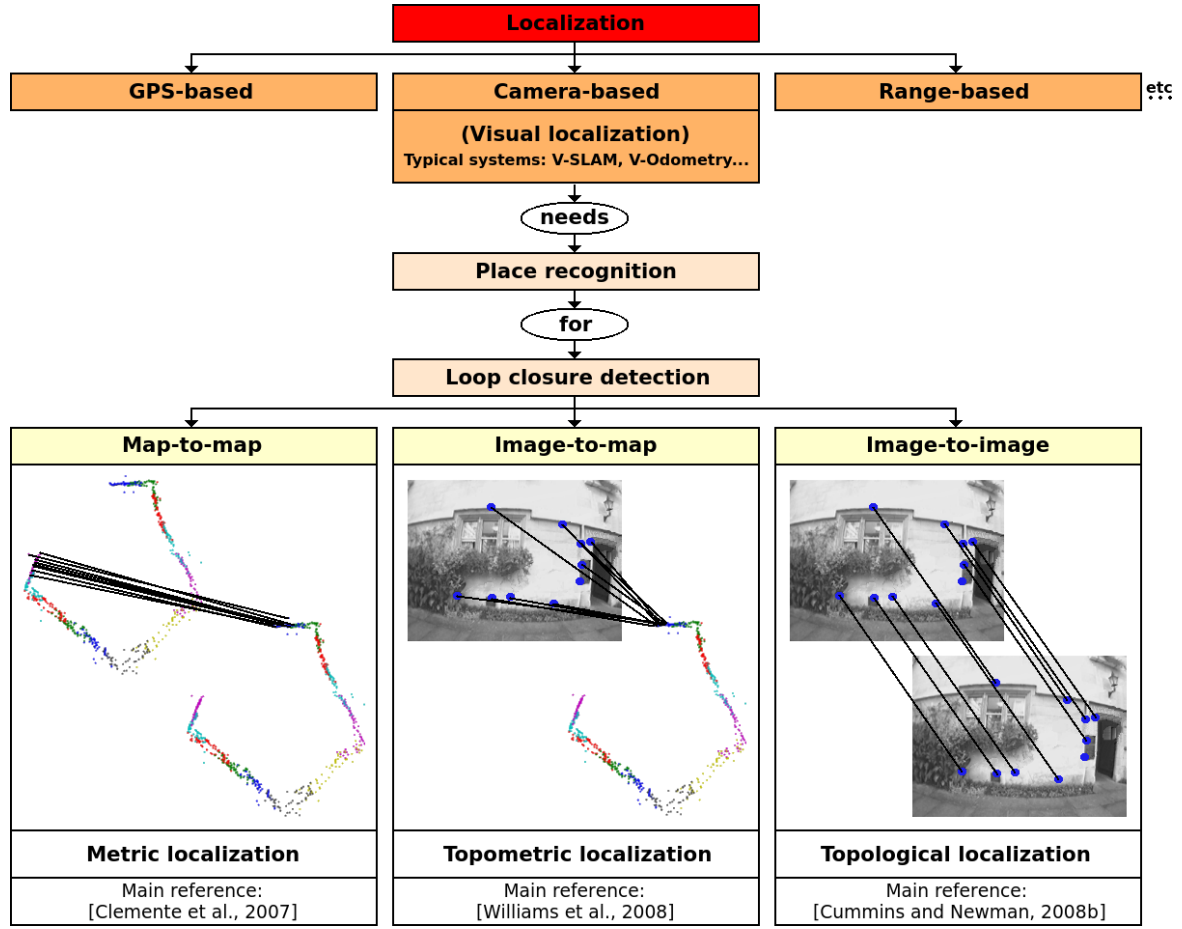 Localization
GPS-based
Camera-based
Range-based
etc
...
(Visual localization)
Typical systems: V-SLAM, V-Odometry...
needs
Place recognition
for
Loop closure detection
Map-to-map
Image-to-map
Image-to-image
Metric localization
Topometric localization
Topological localization
Main reference:
[Clemente et al., 2007]
Main reference:
[Williams et al., 2008]
Main reference:
[Cummins and Newman, 2008b]